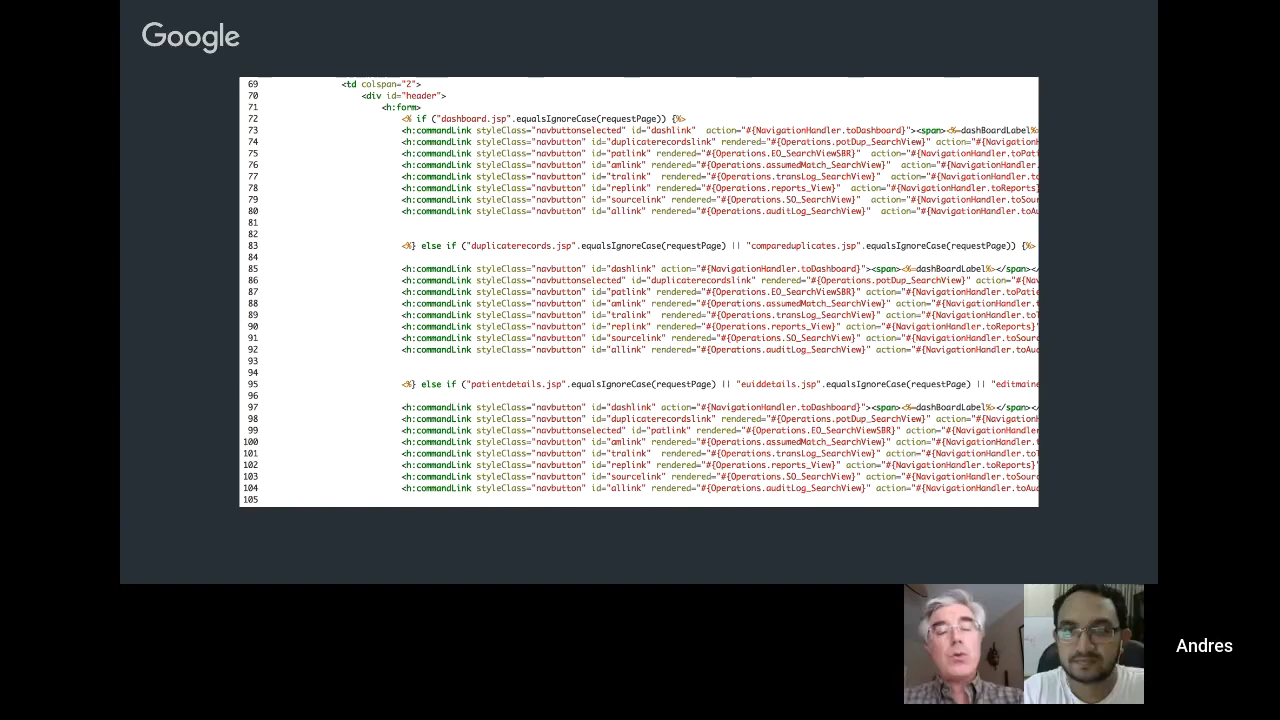 Google
69 <td colspan="2">
70 <div id="header">
71 <h:form>
72 <% if ("dashboard.jsp".equalsIgnoreCase(requestPage)) {%>
73 <h:commandLink styleClass="navbuttonselected" id="dashlink" action="#{NavigationHandler.toDashboard}"><span><%=dashBoardLabel%>
74 <h:commandLink styleClass="navbutton" id="duplicaterecordslink" rendered="#{Operations.potDup_SearchView}" action="#{NavigationH
75 <h:commandLink styleClass="navbutton" id="patlink" rendered="#{Operations.EO_SearchViewSBR}" action="#{NavigationHandler.toPati
76 <h:commandLink styleClass="navbutton" id="amlink" rendered="#{Operations.assumedMatch_SearchView}" action="#{NavigationHandler.
77 <h:commandLink styleClass="navbutton" id="tralink" rendered="#{Operations.transLog_SearchView}" action="#{NavigationHandler.to
78 <h:commandLink styleClass="navbutton" id="replink" rendered="#{Operations.reports_View}" action="#{NavigationHandler.toReports}
79 <h:commandLink styleClass="navbutton" id="sourcelink" rendered="#{Operations.SO_SearchView}" action="#{NavigationHandler.toSour
80 <h:commandLink styleClass="navbutton" id="allink" rendered="#{Operations.auditLog_SearchView}" action="#{NavigationHandler.toAu
81
82
83 <%} else if ("duplicaterecords.jsp".equalsIgnoreCase(requestPage) || "compareduplicates.jsp".equalsIgnoreCase(requestPage)) {%>
84
85 <h:commandLink styleClass="navbutton" id="dashlink" action="#{NavigationHandler.toDashboard}"><span><%=dashBoardLabel%></span></
86 <h:commandLink styleClass="navbuttonselected" id="duplicaterecordslink" rendered="#{Operations.potDup_SearchView}" action="#{Nav
87 <h:commandLink styleClass="navbutton" id="patlink" rendered="#{Operations.EO_SearchViewSBR}" action="#{NavigationHandler.toPatie
88 <h:commandLink styleClass="navbutton" id="amlink" rendered="#{Operations.assumedMatch_SearchView}" action="#{NavigationHandler.t
89 <h:commandLink styleClass="navbutton" id="tralink" rendered="#{Operations.transLog_SearchView}" action="#{NavigationHandler.toT
90 <h:commandLink styleClass="navbutton" id="replink" rendered="#{Operations.reports_View}" action="#{NavigationHandler.toReports}"
91 <h:commandLink styleClass="navbutton" id="sourcelink" rendered="#{Operations.SO_SearchView}" action="#{NavigationHandler.toSourc
92 <h:commandLink styleClass="navbutton" id="allink" rendered="#{Operations.auditLog_SearchView}" action="#{NavigationHandler.toAud
93
94
95 <%} else if ("patientdetails.jsp".equalsIgnoreCase(requestPage) || "euiddetails.jsp".equalsIgnoreCase(requestPage) || "editmaine
96
97 <h:commandLink styleClass="navbutton" id="dashlink" action="#{NavigationHandler.toDashboard}"><span><%=dashBoardLabel%></span></
98 <h:commandLink styleClass="navbutton" id="duplicaterecordslink" rendered="#{Operations.potDup_SearchView}" action="#{NavigationH
99 <h:commandLink styleClass="navbuttonselected" id="patlink" rendered="#{Operations.EO_SearchViewSBR}" action="#{NavigationHandler
100 <h:commandLink styleClass="navbutton" id="amlink" rendered="#{Operations.assumedMatch_SearchView}" action="#{NavigationHandler.t
101 <h:commandLink styleClass="navbutton" id="tralink" rendered="#{Operations.transLog_SearchView}" action="#{NavigationHandler.toT
102 <h:commandLink styleClass="navbutton" id="replink" rendered="#{Operations.reports_View}" action="#{NavigationHandler.toReports}"
103 <h:commandLink styleClass="navbutton" id="sourcelink" rendered="#{Operations.SO_SearchView}" action="#{NavigationHandler.toSourc
104 <h:commandLink styleClass="navbutton" id="allink" rendered="#{Operations.auditLog_SearchView}" action="#{NavigationHandler.toAud
105
Andres